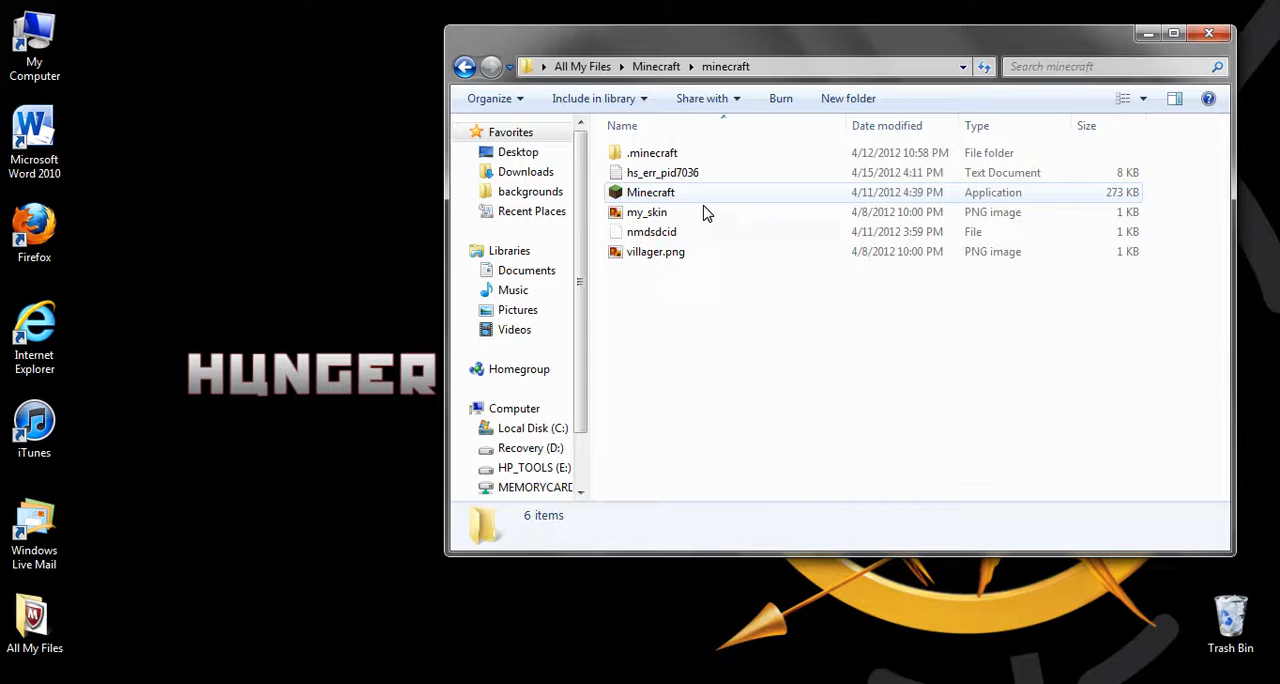 My
Computer
Microsoft
Word 2010
Firefox
Internet
Explorer
iTunes
Windows
Live Mail
All My Files
HUNGER
All My Files
Minecraft
minecraft
Search minecraft
Organize
Include in library
Share with
Burn
New folder
Favorites
Desktop
Downloads
backgrounds
Recent Places
Libraries
Documents
Music
Pictures
Videos
Homegroup
Computer
Local Disk (C:)
Recovery (D:)
HP_TOOLS (E:)
MEMORYCARD
Name Date modified Type Size
.minecraft 4/12/2012 10:58 PM File folder
hs_err_pid7036 4/15/2012 4:11 PM Text Document 8 KB
Minecraft 4/11/2012 4:39 PM Application 273 KB
my_skin 4/8/2012 10:00 PM PNG image 1 KB
nmdsdcid 4/11/2012 3:59 PM File 1 KB
villager.png 4/8/2012 10:00 PM PNG image 1 KB
6 items
Trash Bin